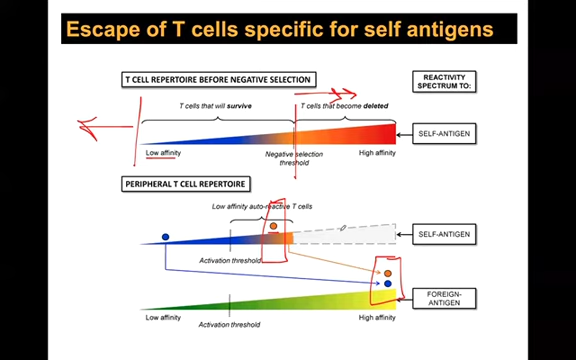 Escape of T cells specific for self antigens
T CELL REPERTOIRE BEFORE NEGATIVE SELECTION
REACTIVITY
SPECTRUM TO:
T cells that will survive
T cells that become deleted
SELF-ANTIGEN
Low affinity
Negative selection
threshold
High affinity
PERIPHERAL T CELL REPERTOIRE
Low affinity auto-reactive T cells
SELF-ANTIGEN
Activation threshold
FOREIGN-
ANTIGEN
Low affinity
High affinity
Activation threshold